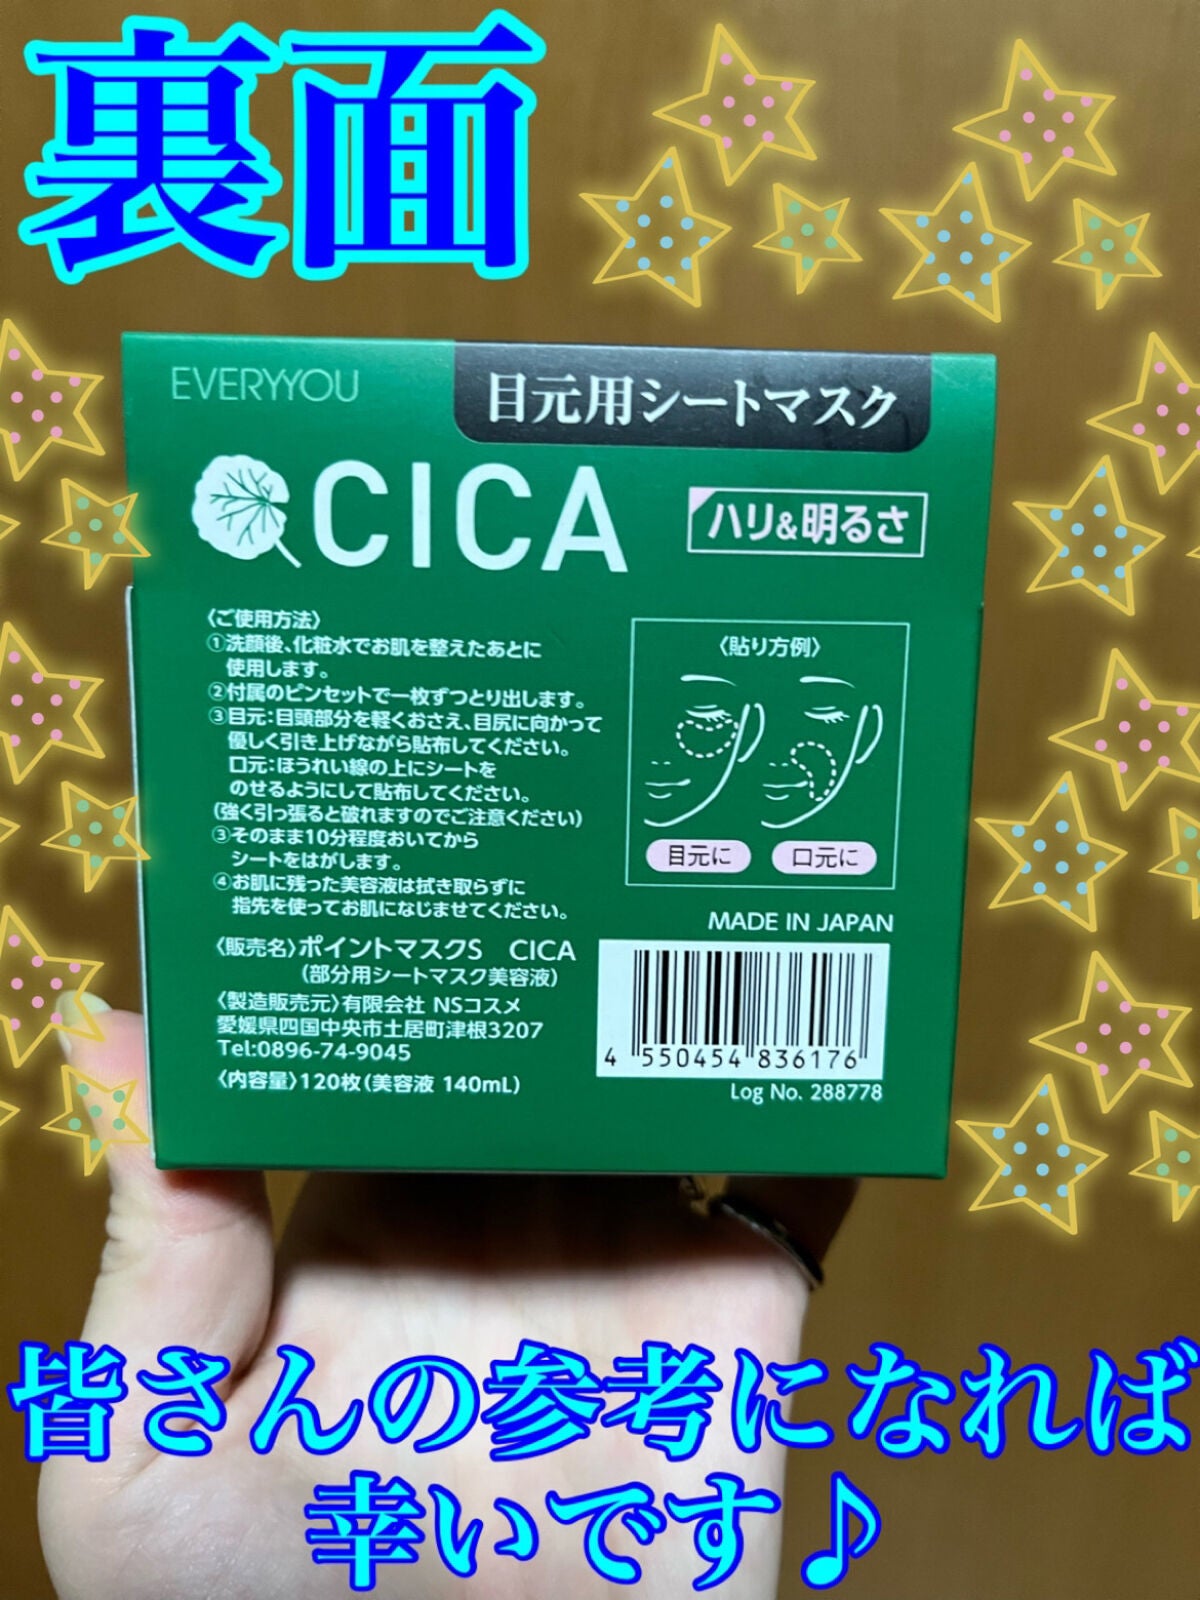 裏面
EVERYYOU
目元用シートマスク
CICA
ハリ&明るさ
〈ご使用方法〉
①洗顔後、化粧水でお肌を整えたあとに
使用します。
②付属のピンセットで一枚ずつとり出します。
③目元:目頭部分を軽くおさえ、目尻に向かって
優しく引き上げながら貼布してください。
口元:ほうれい線の上にシートを
のせるようにして貼布してください。
(強く引っ張ると破れますのでご注意ください)
③そのまま10分程度おいてから
シートをはがします。
④お肌に残った美容液は拭き取らずに
指先を使ってお肌になじませてください。
〈貼り方例〉
目元に
口元に
〈販売名〉ポイントマスクS CICA
(部分用シートマスク美容液)
〈製造販売元〉有限会社 NSコスメ
愛媛県四国中央市土居町津根3207
Tel:0896-74-9045
〈内容量〉120枚(美容液 140mL)
MADE IN JAPAN
4 550454 836176
Log No. 288778
皆さんの参考になれば
幸いです♪